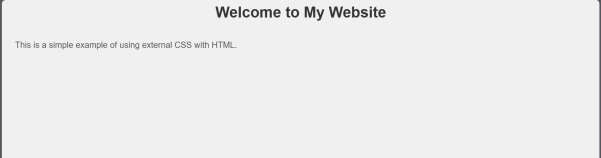 Welcome to My Website
This is a simple example of using external CSS with HTML.